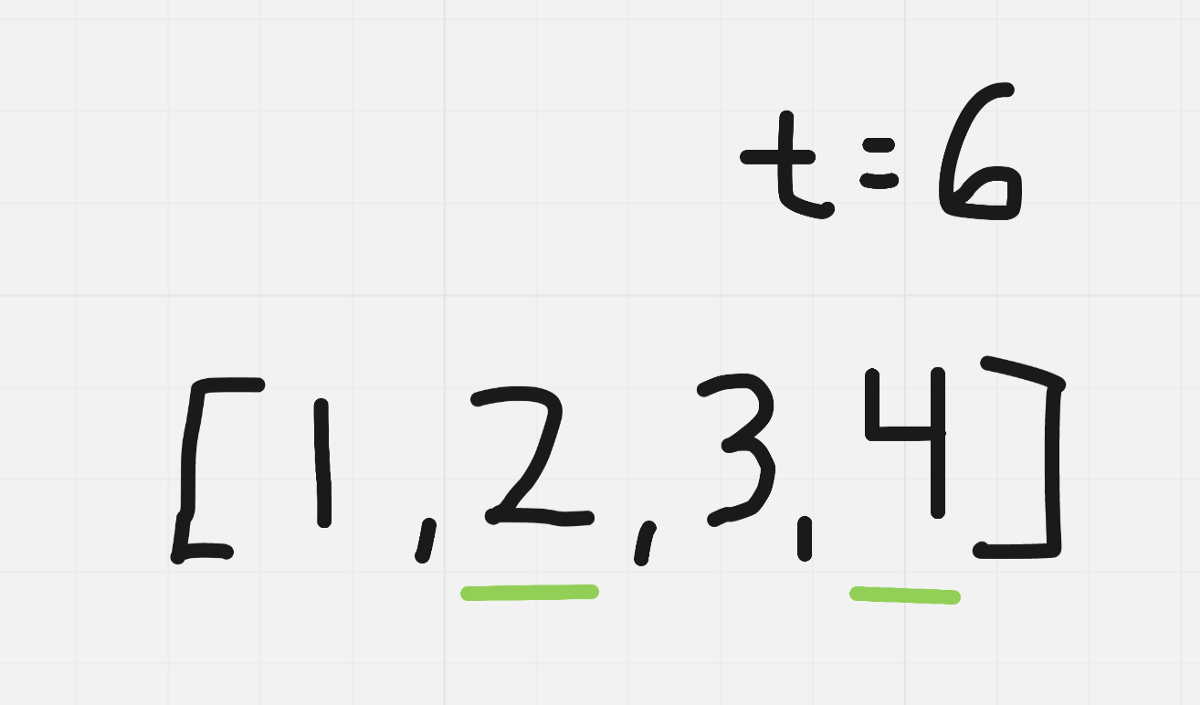 t = 6
[1, 2, 3, 4]